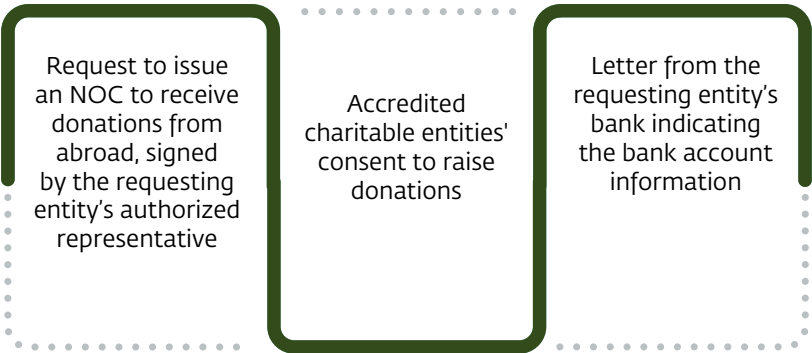 Request to issue
an NOC to receive
donations from
abroad, signed
by the requesting
entity’s authorized
representative
Accredited
charitable entities'
consent to raise
donations
Letter from the
requesting entity’s
bank indicating
the bank account
information